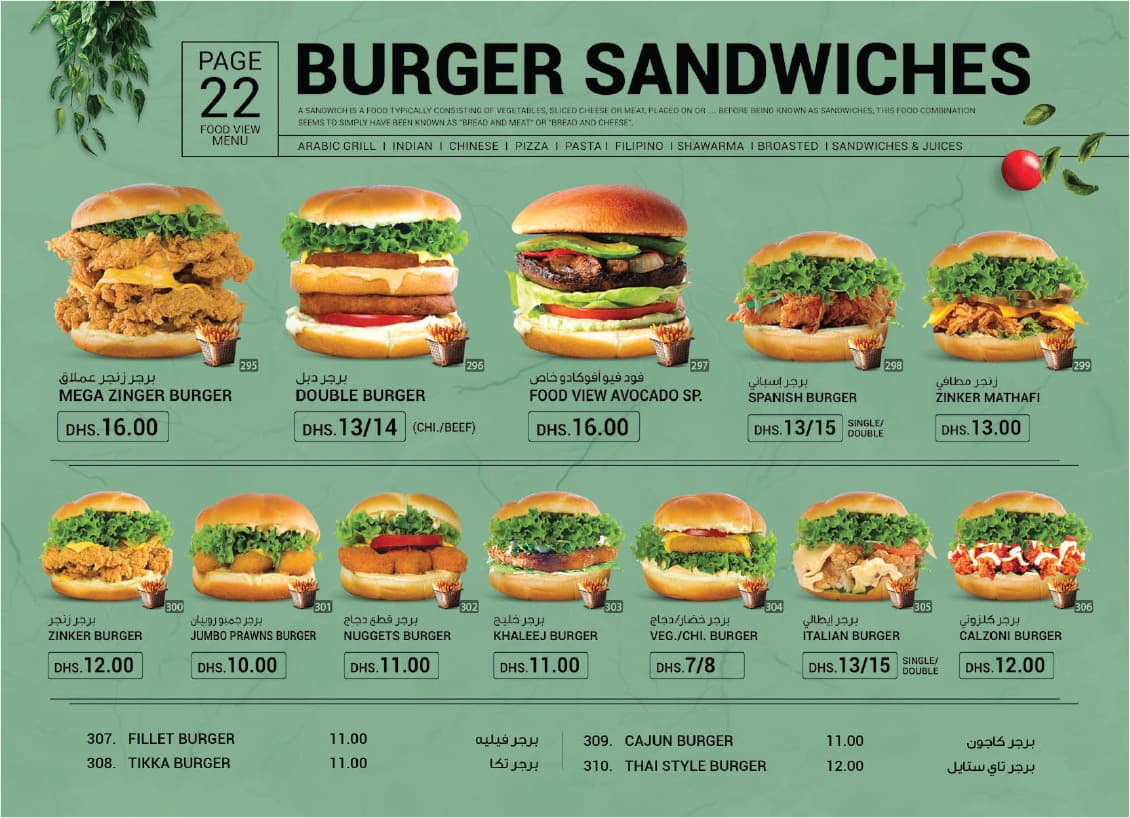 PAGE
22
FOOD VIEW
MENU
BURGER SANDWICHES
A SANDWICH IS A FOOD TYPICALLY CONSISTING OF VEGETABLES, SLICED CHEESE OR MEAT, PLACED ON OR .... BEFORE BEING KNOWN AS SANDWICHES, THIS FOOD COMBINATION
SEEMS TO SIMPLY HAVE BEEN KNOWN AS "BREAD AND MEAT" OR "BREAD AND CHEESE".
ARABIC GRILL I INDIAN I CHINESE I PIZZA I PASTA I FILIPINO I SHAWARMA I BROASTED I SANDWICHES & JUICES
295
برجر زنجر عملاق
MEGA ZINGER BURGER
DHS.16.00
296
برجر دبل
DOUBLE BURGER
DHS.13/14 (CHI./BEEF)
297
فود فيو أفوكادو خاص
FOOD VIEW AVOCADO SP.
DHS.16.00
298
برجر إسباني
SPANISH BURGER
DHS.13/15 SINGLE/
DOUBLE
299
زنجر مطافي
ZINKER MATHAFI
DHS.13.00
300
برجر زنجر
ZINKER BURGER
DHS.12.00
301
برجر جمبو روبيان
JUMBO PRAWNS BURGER
DHS.10.00
302
برجر قطع دجاج
NUGGETS BURGER
DHS.11.00
303
برجر خليج
KHALEEJ BURGER
DHS.11.00
304
برجر خضار/دجاج
VEG./CHI. BURGER
DHS.7/8
305
برجر إيطالي
ITALIAN BURGER
DHS.13/15 SINGLE/
DOUBLE
306
برجر كلزوني
CALZONI BURGER
DHS.12.00
307. FILLET BURGER 11.00 برجر فيليه
308. TIKKA BURGER 11.00 برجر تكا
309. CAJUN BURGER 11.00 برجر كاجون
310. THAI STYLE BURGER 12.00 برجر تاي ستايل